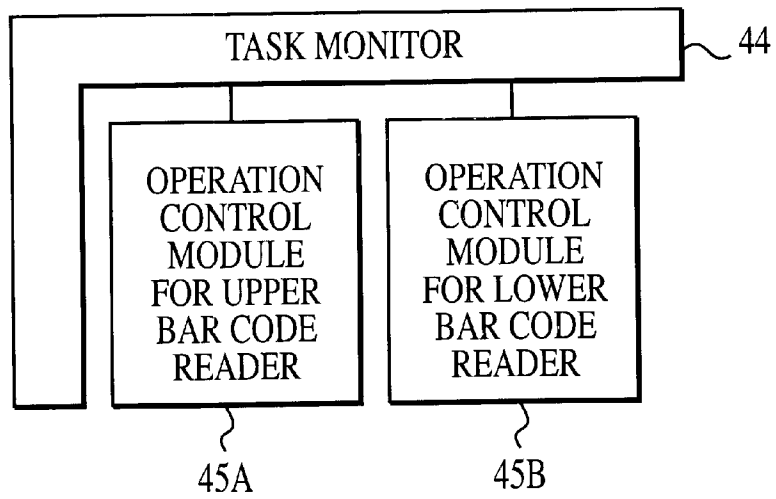 TASK MONITOR
44
OPERATION
CONTROL
MODULE
FOR UPPER
BAR CODE
READER
OPERATION
CONTROL
MODULE
FOR LOWER
BAR CODE
READER
45A
45B